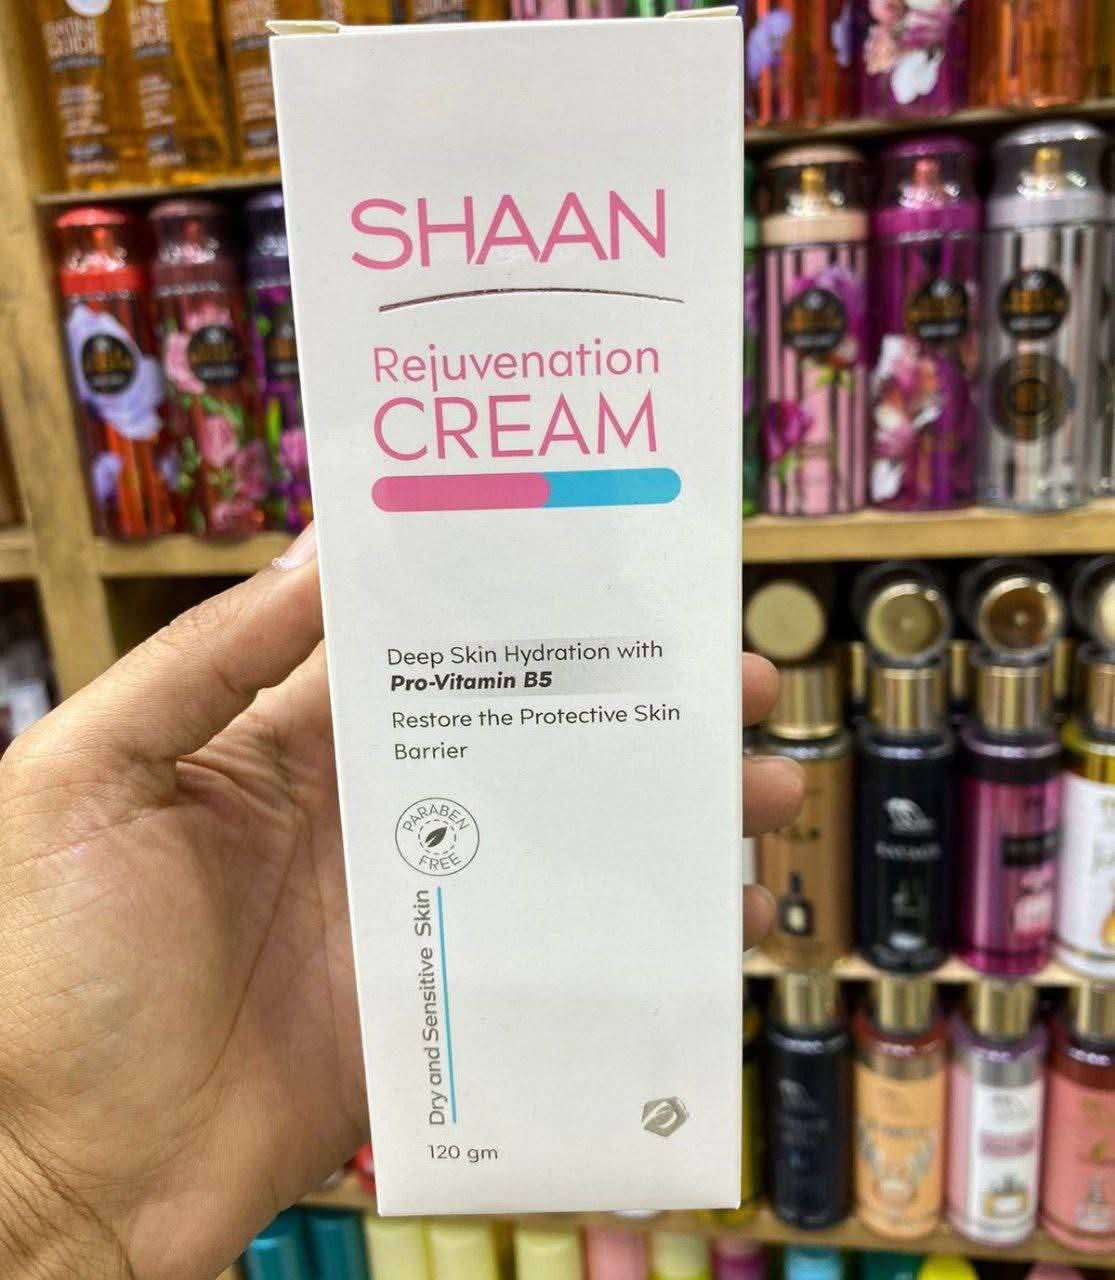 SHAAN
Rejuvenation
CREAM
Deep Skin Hydration with
Pro-Vitamin B5
Restore the Protective Skin
Barrier
PARABEN
FREE
Dry and Sensitive Skin
120 gm